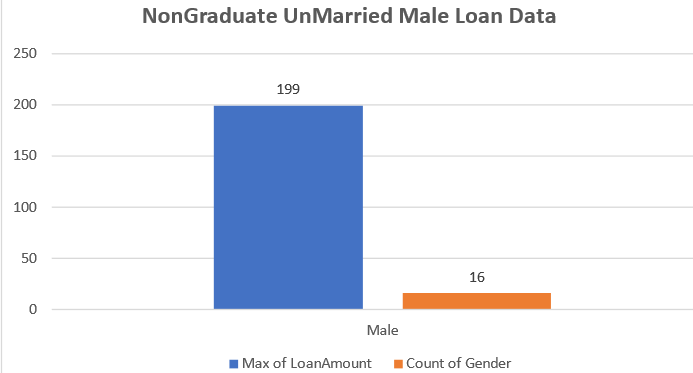 NonGraduate UnMarried Male Loan Data
250
200
150
100
50
0
199
16
Male
Max of LoanAmount
Count of Gender